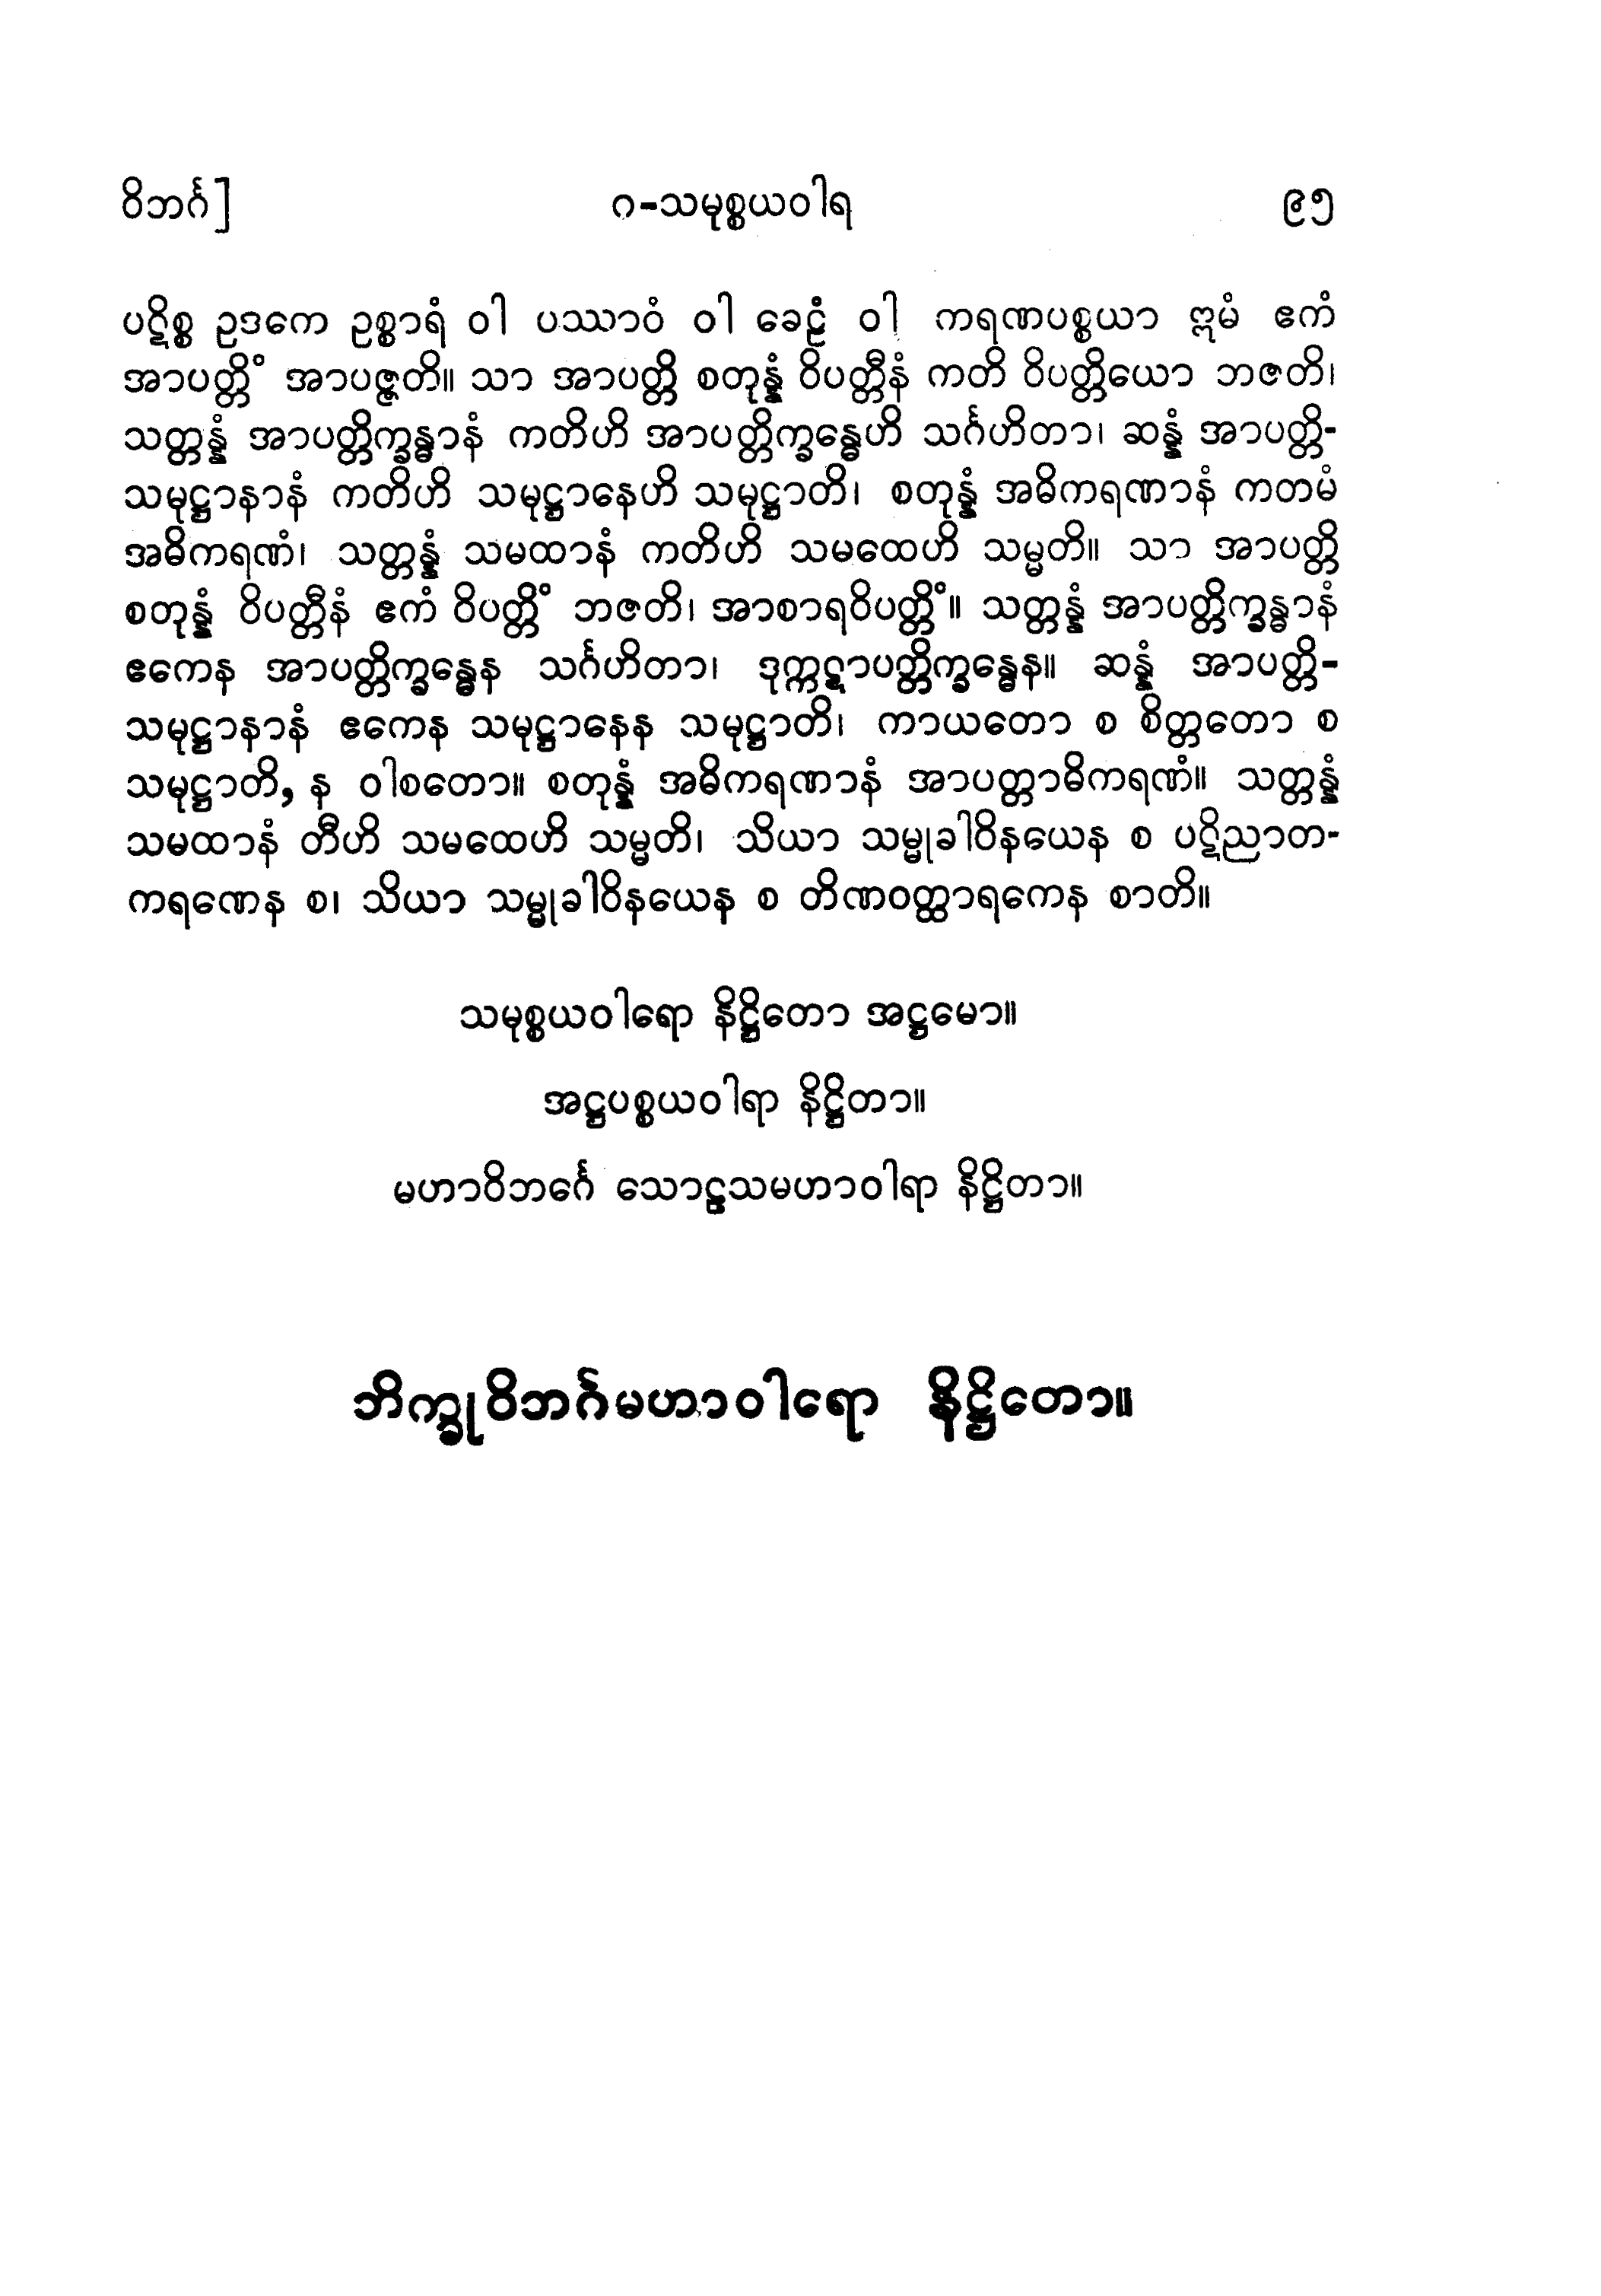 ဝိဘင်္ဂ] ဂ-သမုစ္စယဝါရ ၉၅
ပဋိစ္စ ဥဒကေ ဥစ္စာရံ ဝါ ပဿာဝံ ဝါ ခေဠံ ဝါ ကရဏပစ္စယာ ဣမံ ဧကံ
အာပတ္တိံ အာပဇ္ဇတိ။ သာ အာပတ္တိ စတုန္နံ ဝိပတ္တီနံ ကတိ ဝိပတ္တိယော ဘဇတိ၊
သတ္တန္နံ အာပတ္တိက္ခန္ဓာနံ ကတိဟိ အာပတ္တိက္ခန္ဓေဟိ သင်္ဂဟိတာ၊ ဆန္နံ အာပတ္တိ-
သမုဋ္ဌာနာနံ ကတိဟိ သမုဋ္ဌာနေဟိ သမုဋ္ဌာတိ၊ စတုန္နံ အဓိကရဏာနံ ကတမံ
အဓိကရဏံ၊ သတ္တန္နံ သမထာနံ ကတိဟိ သမထေဟိ သမ္မတိ။ သာ အာပတ္တိ
စတုန္နံ ဝိပတ္တီနံ ဧကံ ဝိပတ္တိံ ဘဇတိ၊ အာစာရဝိပတ္တိံ။ သတ္တန္နံ အာပတ္တိက္ခန္ဓာနံ
ဧကေန အာပတ္တိက္ခန္ဓေန သင်္ဂဟိတာ၊ ဒုက္ကဋာပတ္တိက္ခန္ဓေန။ ဆန္နံ အာပတ္တိ-
သမုဋ္ဌာနာနံ ဧကေန သမုဋ္ဌာနေန သမုဋ္ဌာတိ၊ ကာယတော စ စိတ္တတော စ
သမုဋ္ဌာတိ, န ဝါစတော။ စတုန္နံ အဓိကရဏာနံ အာပတ္တာဓိကရဏံ။ သတ္တန္နံ
သမထာနံ တီဟိ သမထေဟိ သမ္မတိ၊ သိယာ သမ္မုခါဝိနယေန စ ပဋိညာတ-
ကရဏေန စ၊ သိယာ သမ္မုခါဝိနယေန စ တိဏဝတ္ထာရကေန စာတိ။
သမုစ္စယဝါရော နိဋ္ဌိတော အဋ္ဌမော။
အဋ္ဌပစ္စယဝါရာ နိဋ္ဌိတာ။
မဟာဝိဘင်္ဂေ သောဠသမဟာဝါရာ နိဋ္ဌိတာ။
ဘိက္ခုဝိဘင်္ဂမဟာဝါရော နိဋ္ဌိတော။